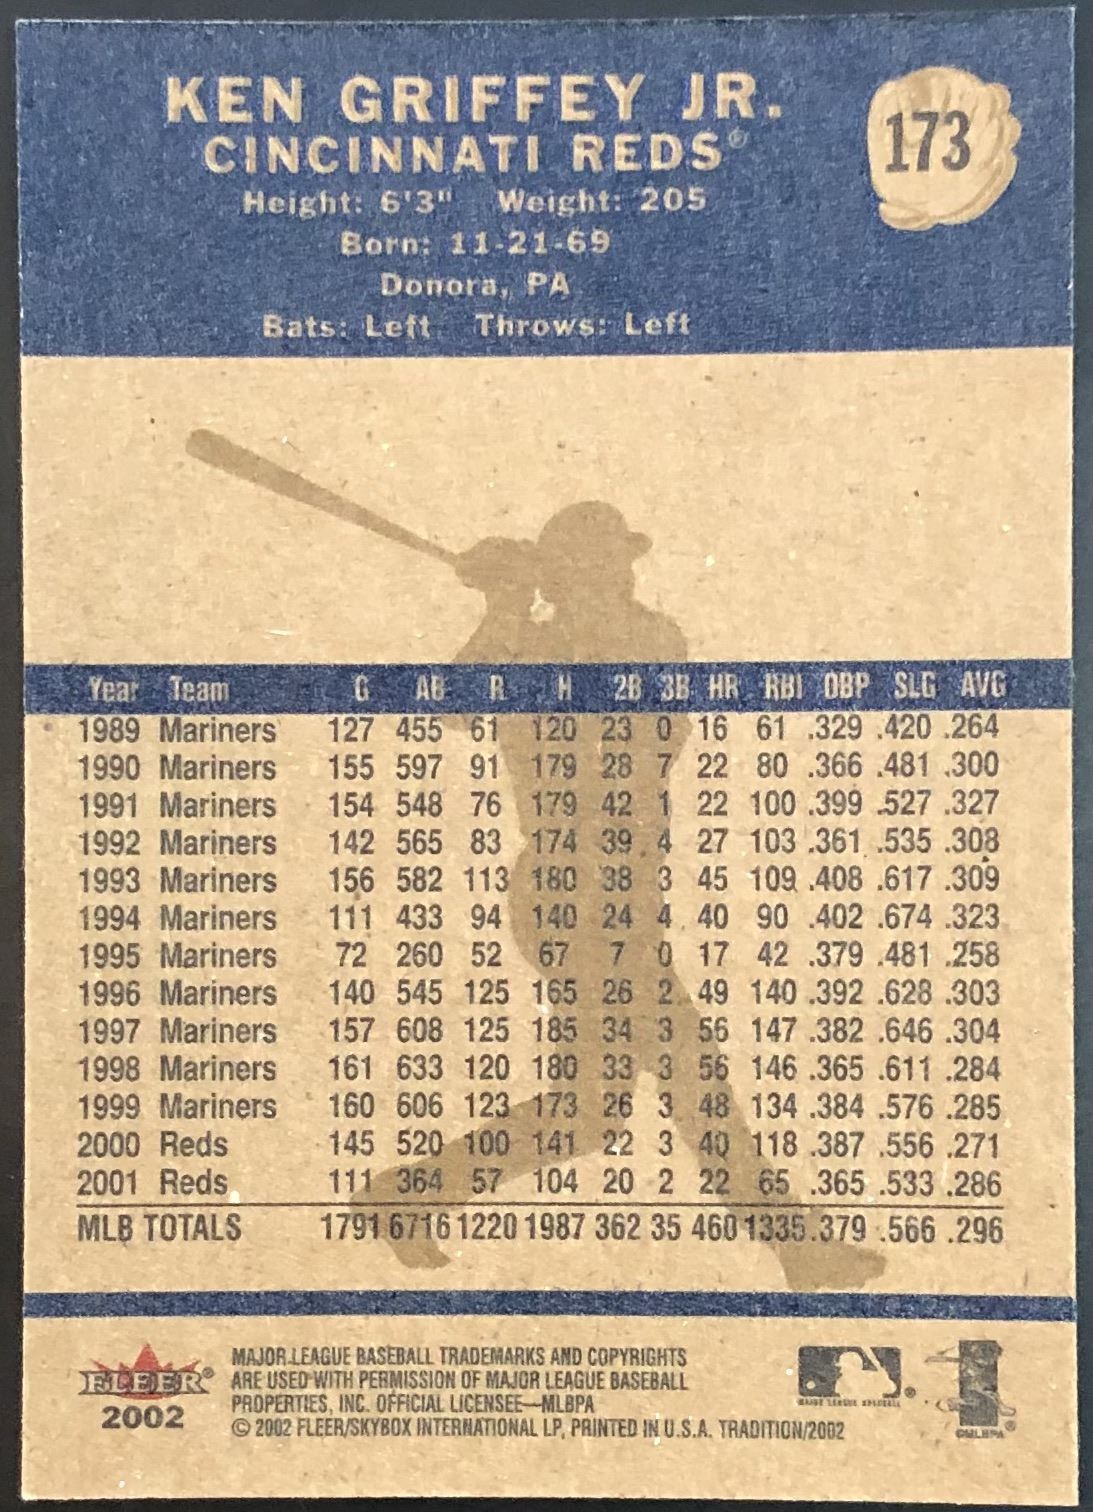 KEN GRIFFEY JR.
173
CINCINNATI REDS®
Height: 6'3" Weight: 205
Born: 11-21-69
Donora, PA
Bats: Left Throws: Left
Year Team G AB R H 2B 3B HR RBI OBP SLG AVG
1989 Mariners 127 455 61 120 23 0 16 61 .329 .420 .264
1990 Mariners 155 597 91 179 28 7 22 80 .366 .481 .300
1991 Mariners 154 548 76 179 42 1 22 100 .399 .527 .327
1992 Mariners 142 565 83 174 39 4 27 103 .361 .535 .308
1993 Mariners 156 582 113 180 38 3 45 109 .408 .617 .309
1994 Mariners 111 433 94 140 24 4 40 90 .402 .674 .323
1995 Mariners 72 260 52 67 7 0 17 42 .379 .481 .258
1996 Mariners 140 545 125 165 26 2 49 140 .392 .628 .303
1997 Mariners 157 608 125 185 34 3 56 147 .382 .646 .304
1998 Mariners 161 633 120 180 33 3 56 146 .365 .611 .284
1999 Mariners 160 606 123 173 26 3 48 134 .384 .576 .285
2000 Reds 145 520 100 141 22 3 40 118 .387 .556 .271
2001 Reds 111 364 57 104 20 2 22 65 .365 .533 .286
MLB TOTALS 1791 6716 1220 1987 362 35 460 1335 .379 .566 .296
FLEER®
2002
MAJOR LEAGUE BASEBALL TRADEMARKS AND COPYRIGHTS
ARE USED WITH PERMISSION OF MAJOR LEAGUE BASEBALL
PROPERTIES, INC. OFFICIAL LICENSEE—MLBPA
© 2002 FLEER/SKYBOX INTERNATIONAL LP, PRINTED IN U.S.A. TRADITION/2002
MAJOR LEAGUE BASEBALL
©MLBPA